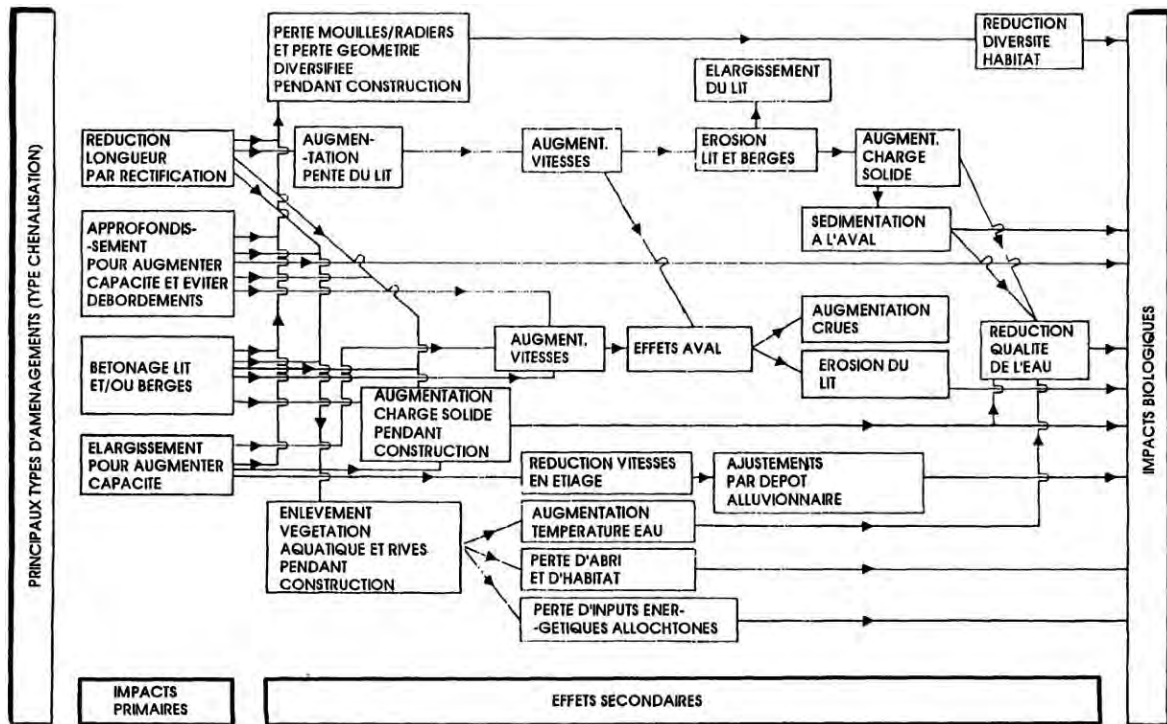 PRINCIPAUX TYPES D'AMENAGEMENTS (TYPE CHENALISATION)
PERTE MOUILLES/RADIERS
ET PERTE GEOMETRIE
DIVERSIFIEE
PENDANT CONSTRUCTION
REDUCTION
DIVERSITE
HABITAT
ELARGISSEMENT
DU LIT
REDUCTION
LONGUEUR
PAR RECTIFICATION
AUGMEN-
-TATION
PENTE DU LIT
AUGMENT.
VITESSES
EROSION
LIT ET BERGES
AUGMENT.
CHARGE
SOLIDE
SEDIMENTATION
A L'AVAL
APPROFONDIS-
-SEMENT
POUR AUGMENTER
CAPACITE ET EVITER
DEBORDEMENTS
AUGMENT.
VITESSES
EFFETS AVAL
AUGMENTATION
CRUES
EROSION DU
LIT
REDUCTION
QUALITE
DE L'EAU
BETONAGE LIT
ET/OU BERGES
AUGMENTATION
CHARGE SOLIDE
PENDANT
CONSTRUCTION
ELARGISSEMENT
POUR AUGMENTER
CAPACITE
REDUCTION VITESSES
EN ETIAGE
AJUSTEMENTS
PAR DEPOT
ALLUVIONNAIRE
ENLEVEMENT
VEGETATION
AQUATIQUE ET RIVES
PENDANT
CONSTRUCTION
AUGMENTATION
TEMPERATURE EAU
PERTE D'ABRI
ET D'HABITAT
PERTE D'INPUTS ENER-
-GETIQUES ALLOCHTONES
IMPACTS BIOLOGIQUES
IMPACTS
PRIMAIRES
EFFETS SECONDAIRES